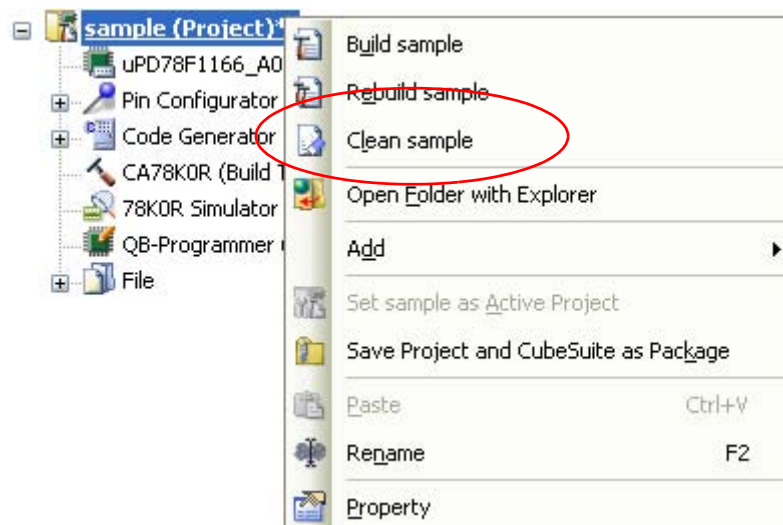 sample (Project)*
uPD78F1166_A0
Pin Configurator
Code Generator
CA78K0R (Build T
78K0R Simulator
QB-Programmer
File
Build sample
Rebuild sample
Clean sample
Open Folder with Explorer
Add
Set sample as Active Project
Save Project and CubeSuite as Package
Paste Ctrl+V
Rename F2
Property